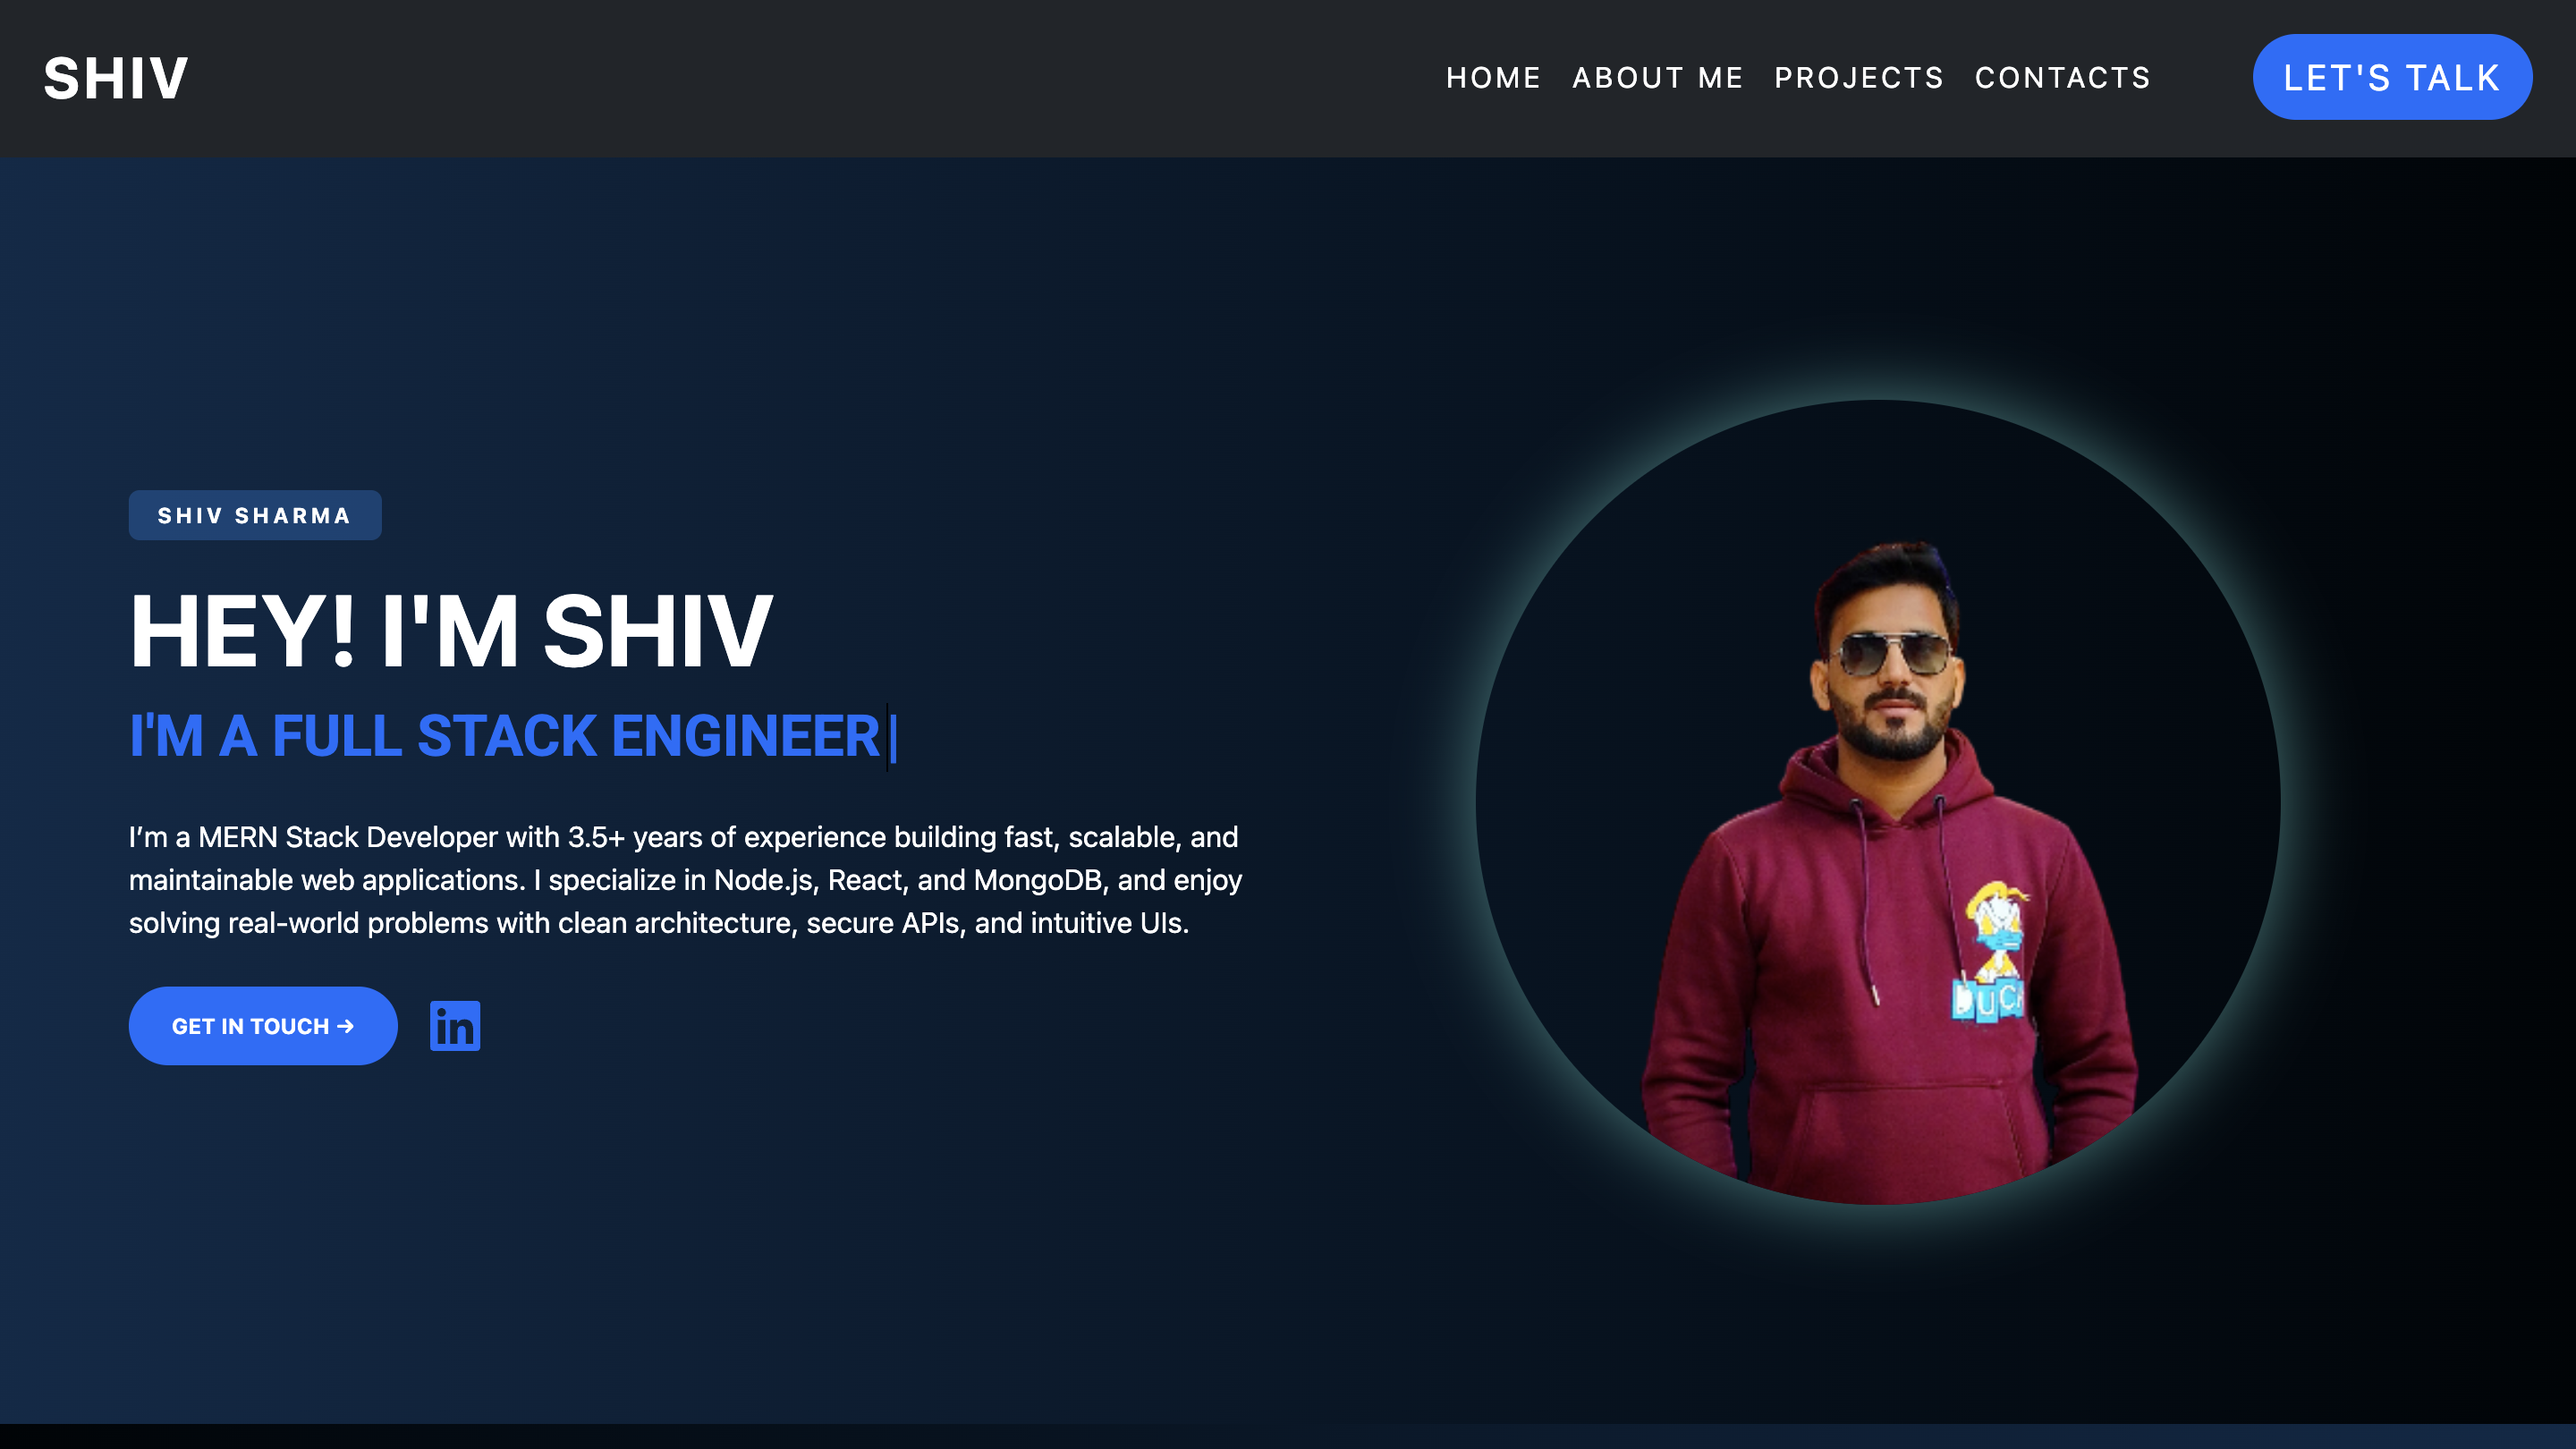 SHIV
HOME ABOUT ME PROJECTS CONTACTS LET'S TALK
SHIV SHARMA
HEY! I'M SHIV
I'M A FULL STACK ENGINEER|
I’m a MERN Stack Developer with 3.5+ years of experience building fast, scalable, and
maintainable web applications. I specialize in Node.js, React, and MongoDB, and enjoy
solving real-world problems with clean architecture, secure APIs, and intuitive UIs.
GET IN TOUCH →
in
DUCK